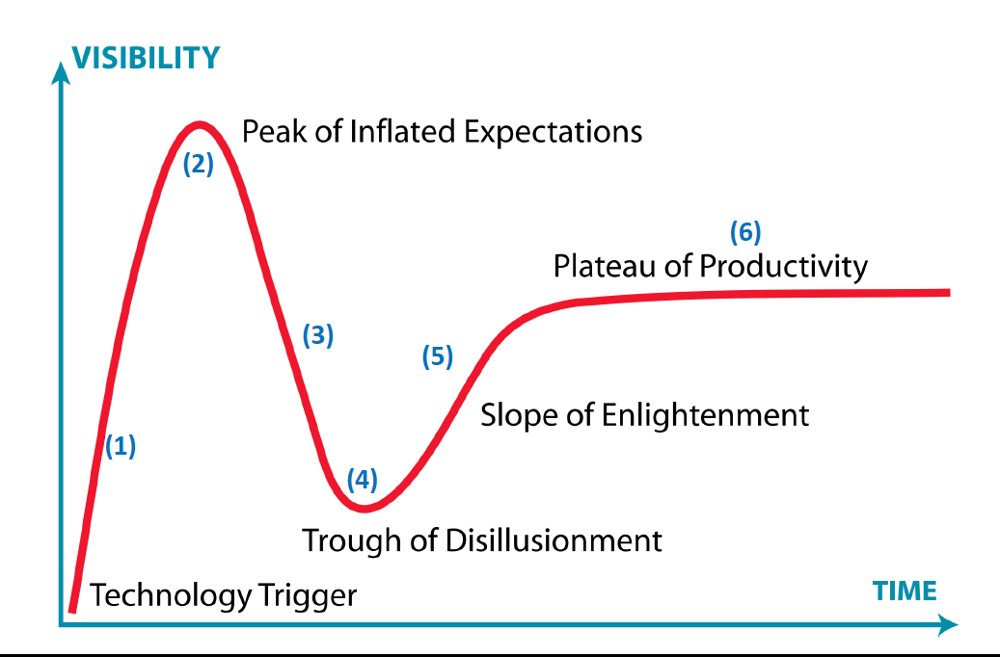 VISIBILITY
Peak of Inflated Expectations
(2)
(6)
Plateau of Productivity
(3)
(5)
Slope of Enlightenment
(1)
(4)
Trough of Disillusionment
Technology Trigger
TIME